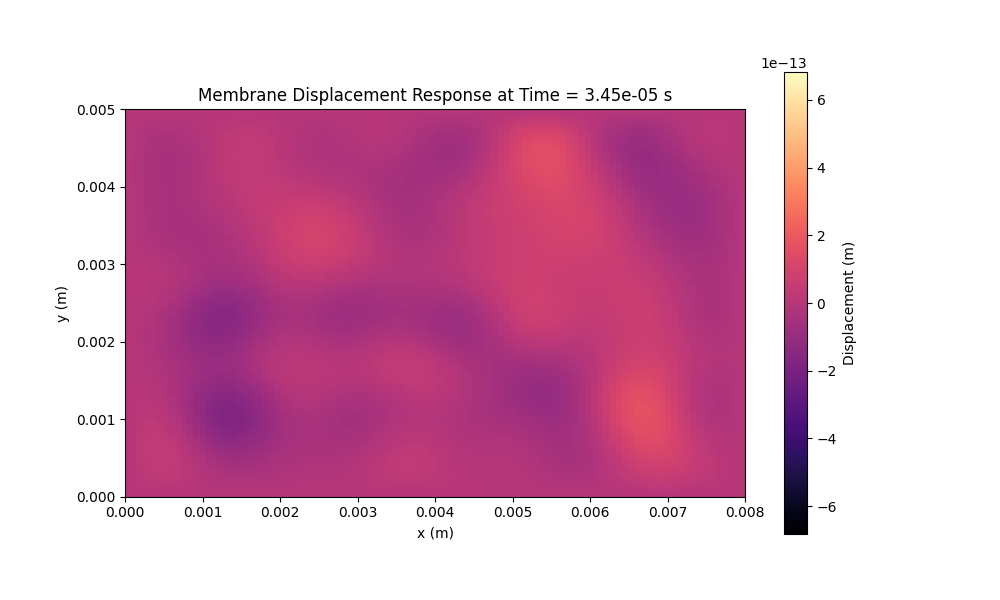 1e−13
Membrane Displacement Response at Time = 3.45e-05 s
0.005
0.004
0.003
0.002
0.001
0.000
y (m)
0.000 0.001 0.002 0.003 0.004 0.005 0.006 0.007 0.008
x (m)
6
4
2
0
−2
−4
−6
Displacement (m)